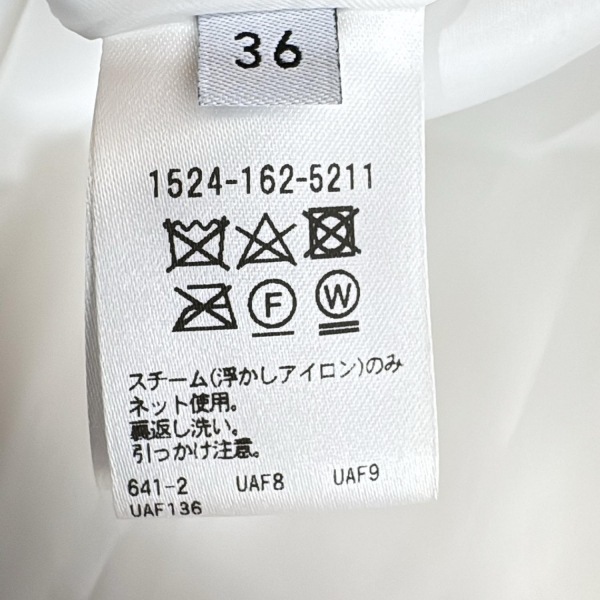 36
1524-162-5211
F W
スチーム(浮かしアイロン)のみ
ネット使用。
裏返し洗い。
引っかけ注意。
641-2 UAF8 UAF9
UAF136